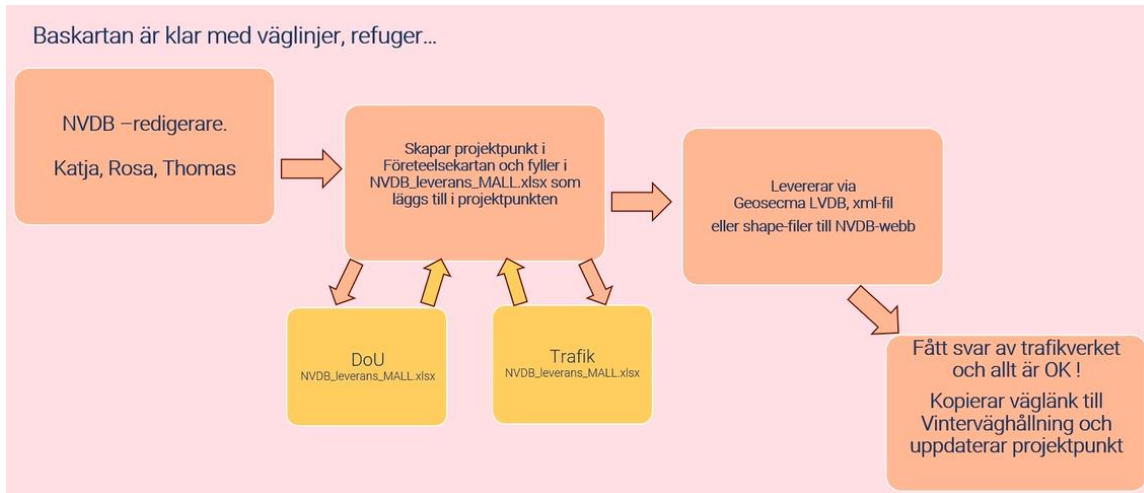 Baskartan är klar med väglinjer, refuger...
NVDB –redigerare.
Katja, Rosa, Thomas
Skapar projektpunkt i
Företeelsekartan och fyller i
NVDB_leverans_MALL.xlsx som
läggs till i projektpunkten
Levererar via
Geosecma LVDB, xml-fil
eller shape-filer till NVDB-webb
DoU
NVDB_leverans_MALL.xlsx
Trafik
NVDB_leverans_MALL.xlsx
Fått svar av trafikverket
och allt är OK !
Kopierar väglänk till
Vinterväghållning och
uppdaterar projektpunkt